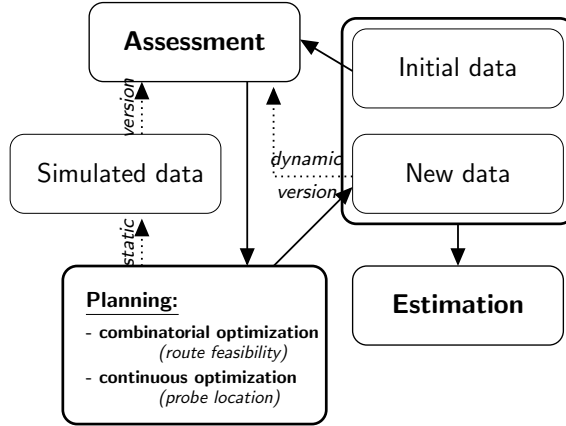 Assessment
Initial data
version
dynamic
version
Simulated data
New data
static
Planning:
- combinatorial optimization
(route feasibility)
- continuous optimization
(probe location)
Estimation